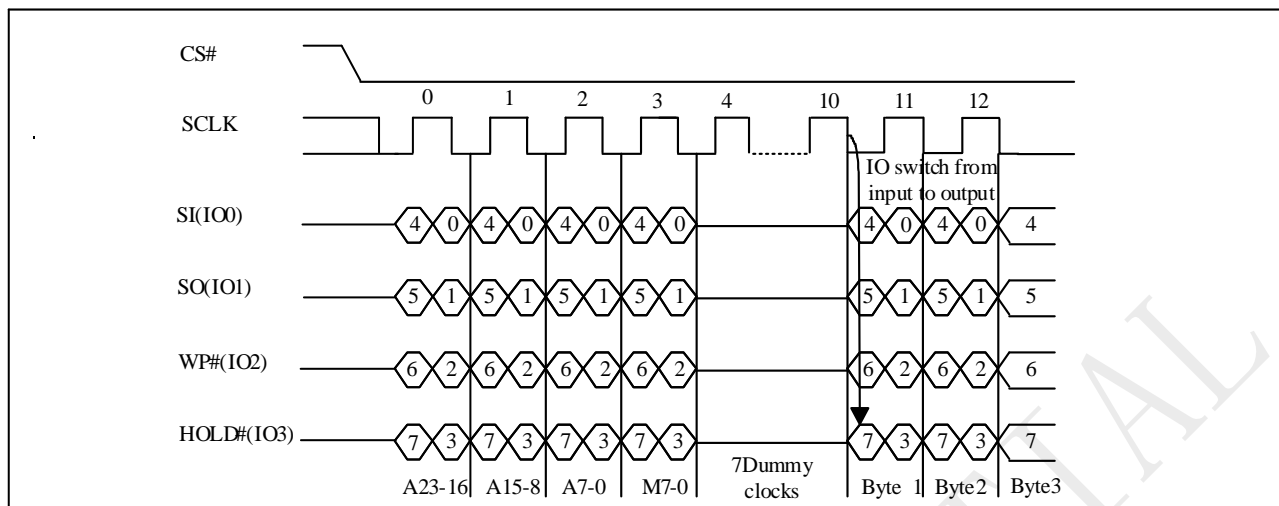 CS#
0 1 2 3 4 10 11 12
SCLK
IO switch from
input to output
SI(IO0) 4 0 4 0 4 0 4 0 4 0 4 0 4
SO(IO1) 5 1 5 1 5 1 5 1 5 1 5 1 5
WP#(IO2) 6 2 6 2 6 2 6 2 6 2 6 2 6
HOLD#(IO3) 7 3 7 3 7 3 7 3 7 3 7 3 7
A23-16 A15-8 A7-0 M7-0 7Dummy Byte 1 Byte2 Byte3
clocks
TIAL